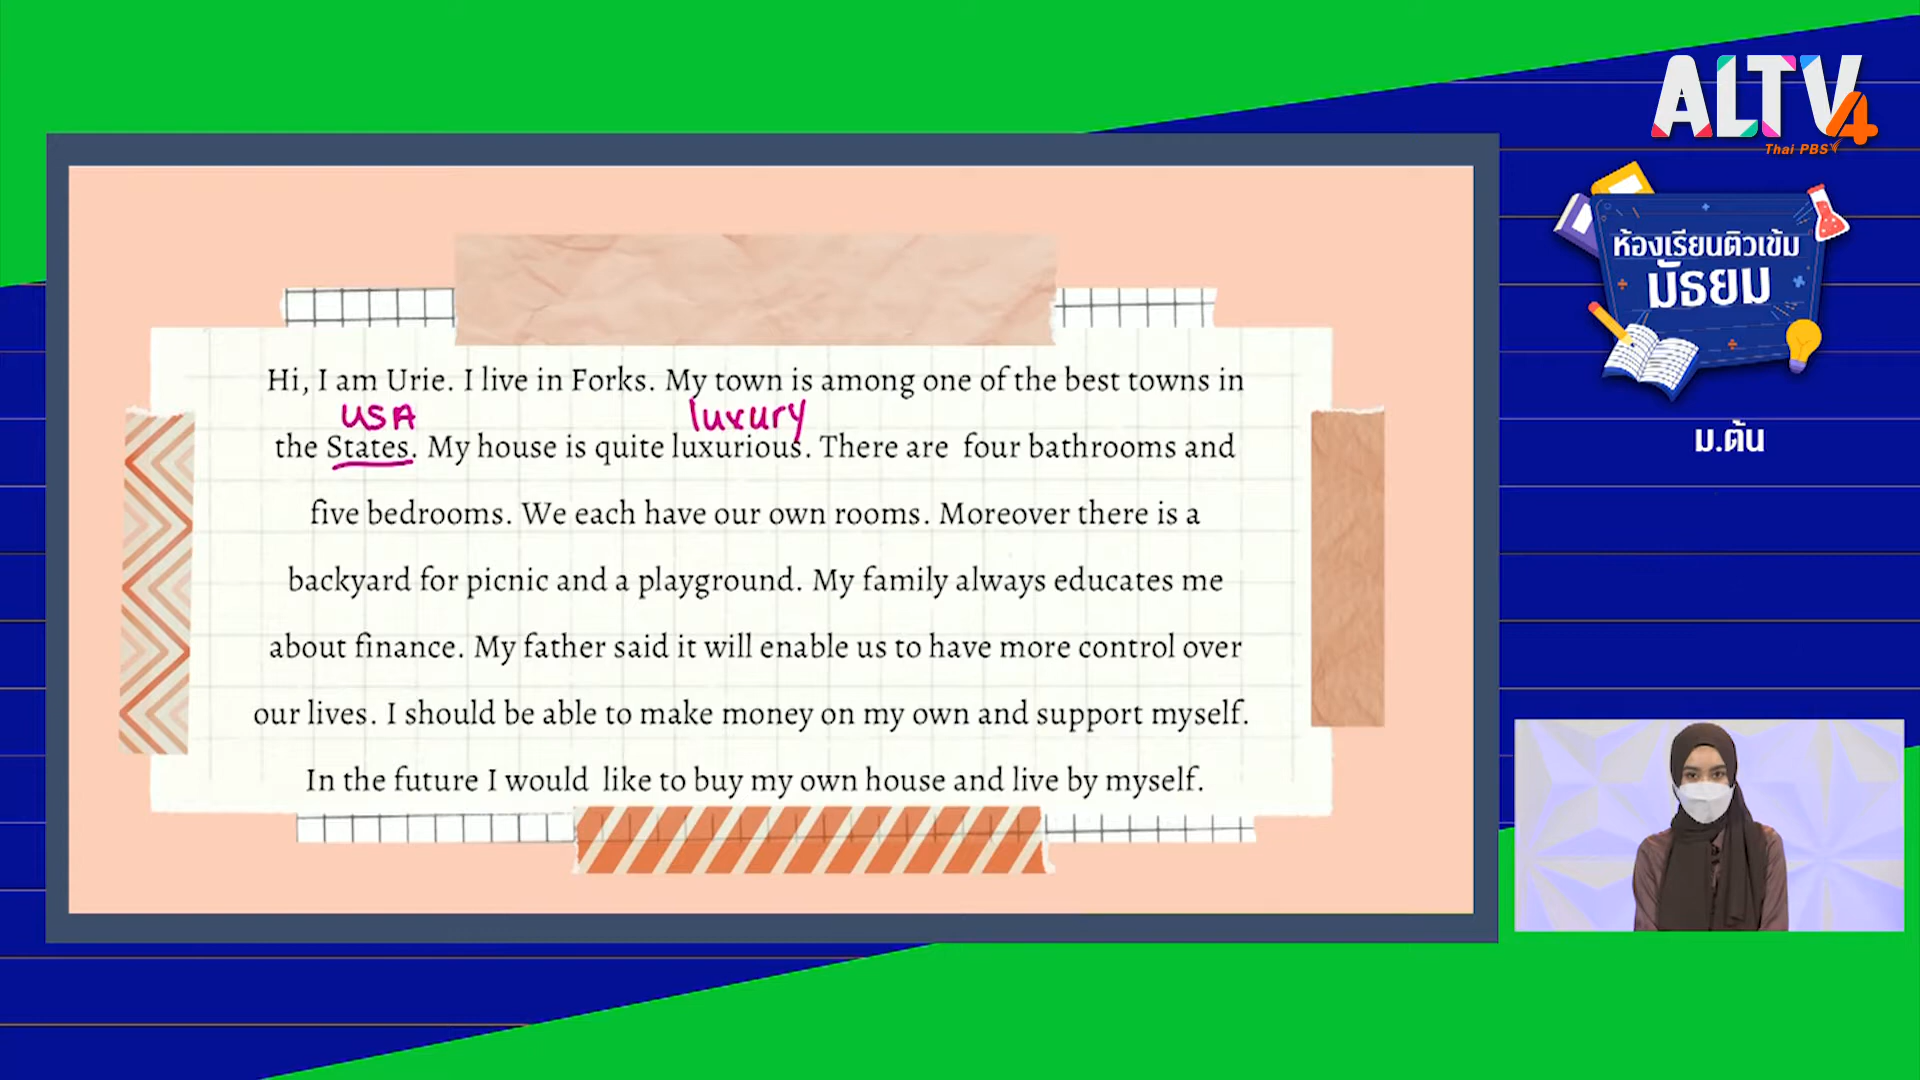 ALTV4
Thai PBS
ห้องเรียนติวเข้ม
มัธยม
ม.ต้น
Hi, I am Urie. I live in Forks. My town is among one of the best towns in
USA luxury
the States. My house is quite luxurious. There are four bathrooms and
five bedrooms. We each have our own rooms. Moreover there is a
backyard for picnic and a playground. My family always educates me
about finance. My father said it will enable us to have more control over
our lives. I should be able to make money on my own and support myself.
In the future I would like to buy my own house and live by myself.